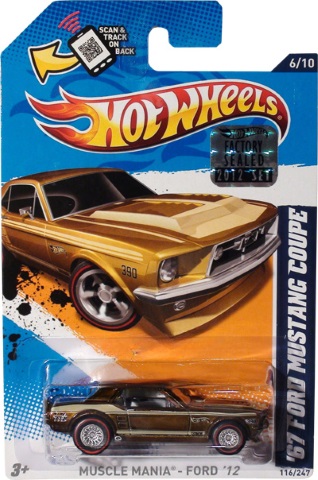 SCAN &
TRACK
ON
BACK
6/10
HOT WHEELS
FACTORY
SEALED
2012 SET
390
'67 FORD MUSTANG COUPE
116/247
3+
MUSCLE MANIA® - FORD '12